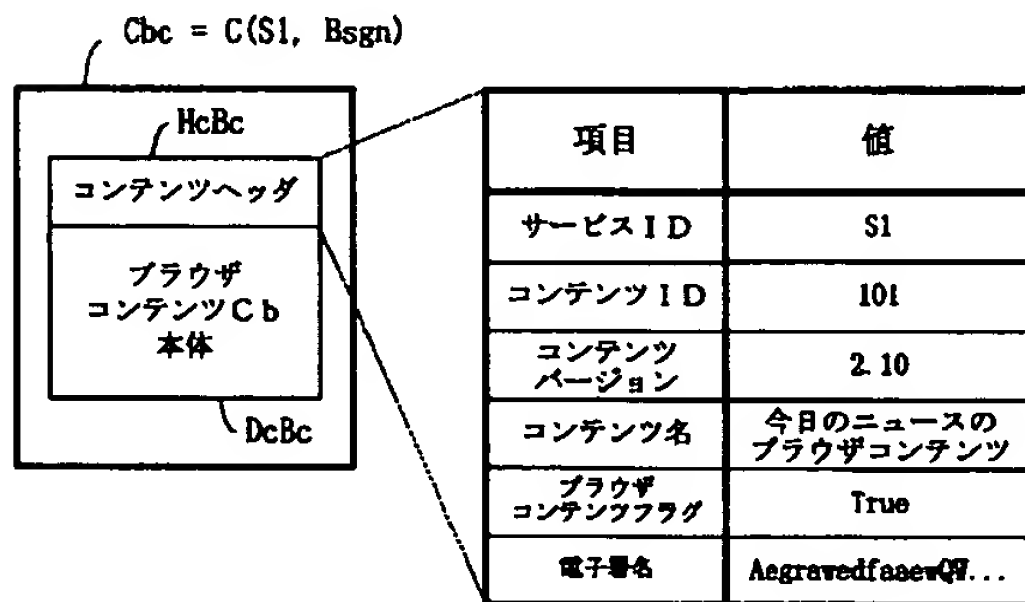 Cbc = C(S1, Bsgn)
HcBc
コンテンツヘッダ
ブラウザ
コンテンツCb
本体
DcBc
項目
値
サービスID
S1
コンテンツID
101
コンテンツ
バージョン
2.10
コンテンツ名
今日のニュースの
ブラウザコンテンツ
ブラウザ
コンテンツフラグ
True
電子署名